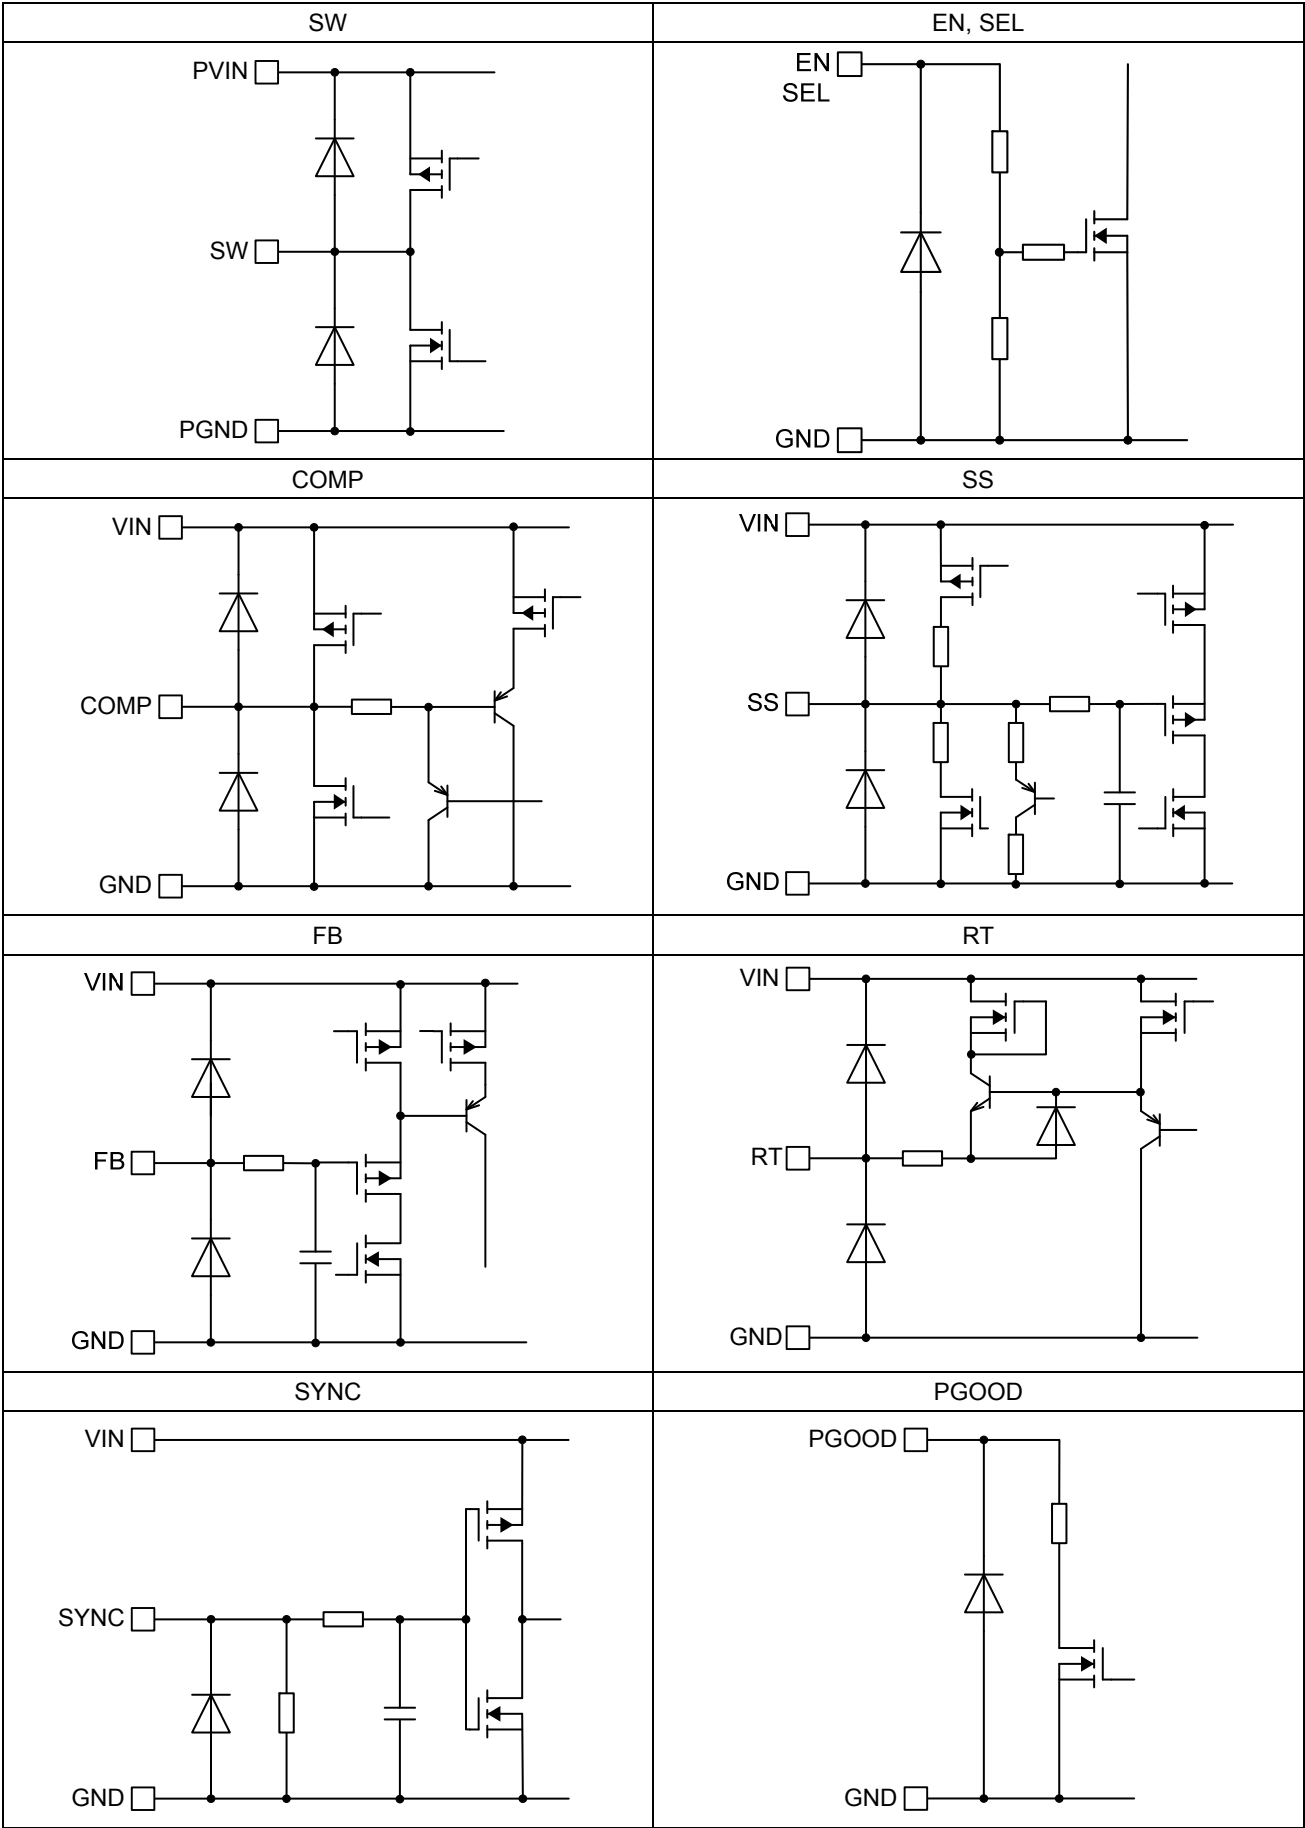 SW
EN, SEL
PVIN
SW
PGND
EN
SEL
GND
COMP
SS
VIN
COMP
GND
VIN
SS
GND
FB
RT
VIN
FB
GND
VIN
RT
GND
SYNC
PGOOD
VIN
SYNC
GND
PGOOD
GND